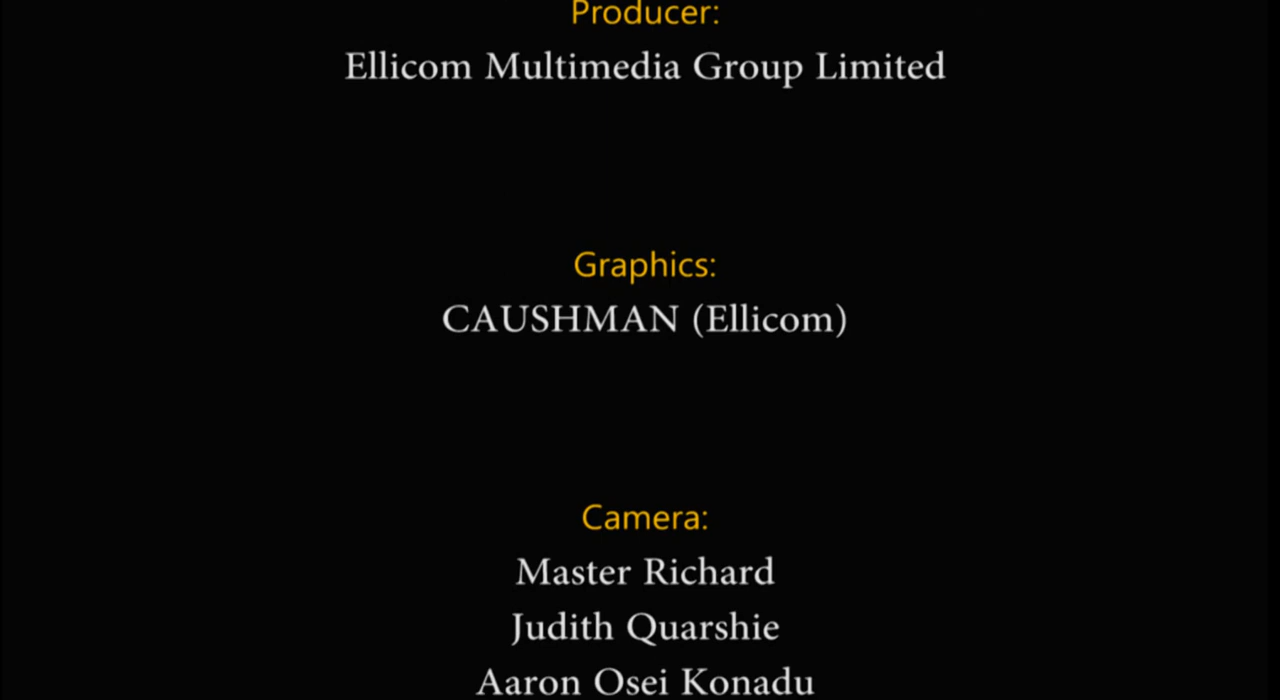 Producer:
Ellicom Multimedia Group Limited
Graphics:
CAUSHMAN (Ellicom)
Camera:
Master Richard
Judith Quarshie
Aaron Osei Konadu